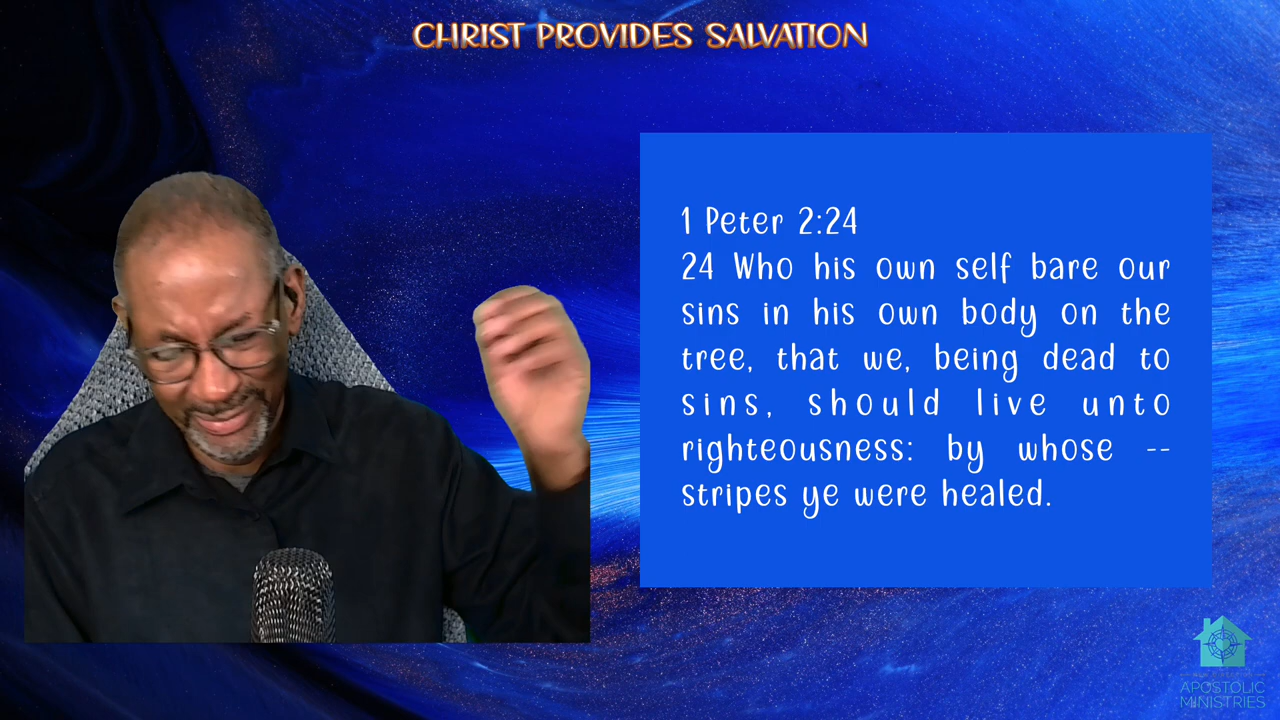 CHRIST PROVIDES SALVATION
1 Peter 2:24
24 Who his own self bare our
sins in his own body on the
tree, that we, being dead to
sins, should live unto
righteousness: by whose --
stripes ye were healed.
APOSTOLIC
MINISTRIES